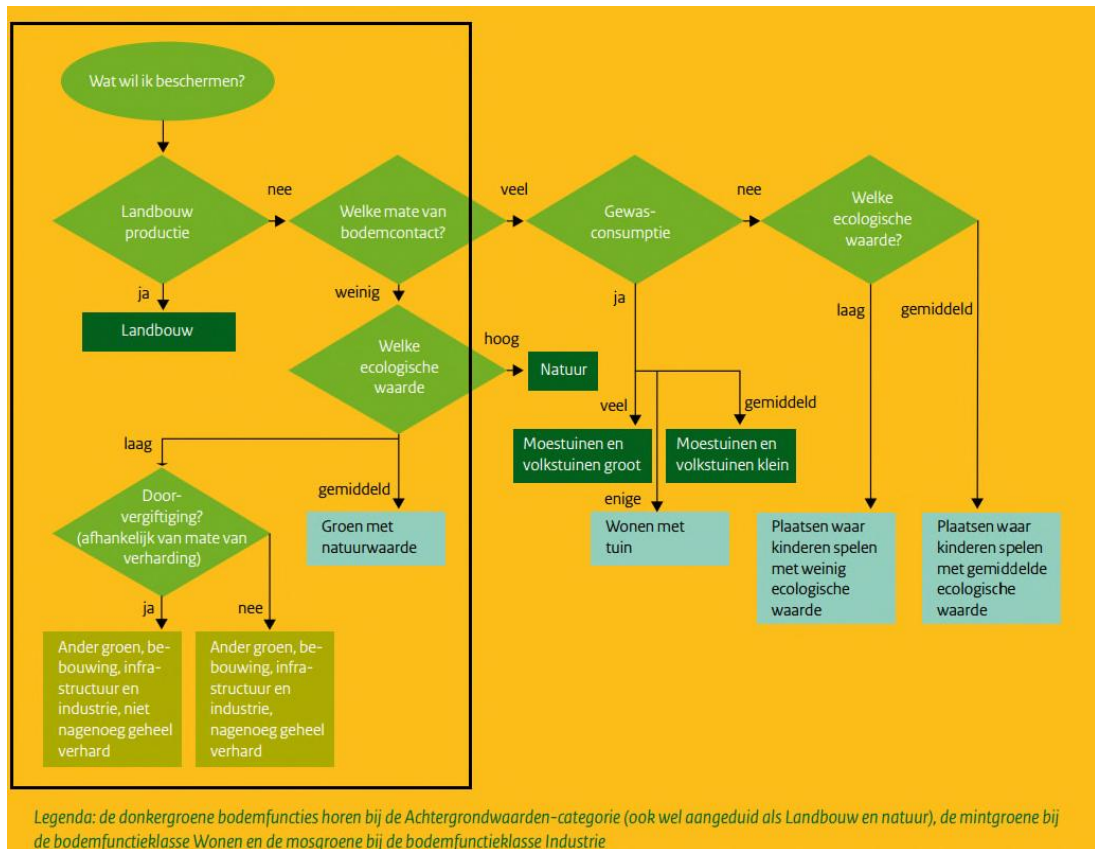 Wat wil ik beschermen?
Landbouw
productie
nee
Welke mate van
bodemcontact?
veel
Gewas-
consumptie
nee
Welke
ecologische
waarde?
ja
weinig
ja
laag
gemiddeld
Landbouw
Welke
ecologische
waarde
hoog
Natuur
veel
gemiddeld
Moestuinen en
volkstuinen groot
Moestuinen en
volkstuinen klein
laag
gemiddeld
enige
Door-
vergiftiging?
(afhankelijk van mate van
verharding)
Groen met
natuurwaarde
Wonen met
tuin
Plaatsen waar
kinderen spelen
met weinig
ecologische
waarde
Plaatsen waar
kinderen spelen
met gemiddelde
ecologische
waarde
ja
nee
Ander groen, be-
bouwing, infra-
structuur en
industrie, niet
nagenoeg geheel
verhard
Ander groen, be-
bouwing, infra-
structuur en
industrie,
nagenoeg geheel
verhard
Legenda: de donkergroene bodemfuncties horen bij de Achtergrondwaarden-categorie (ook wel aangeduid als Landbouw en natuur), de mintgroene bij
de bodemfunctieklasse Wonen en de mosgroene bij de bodemfunctieklasse Industrie